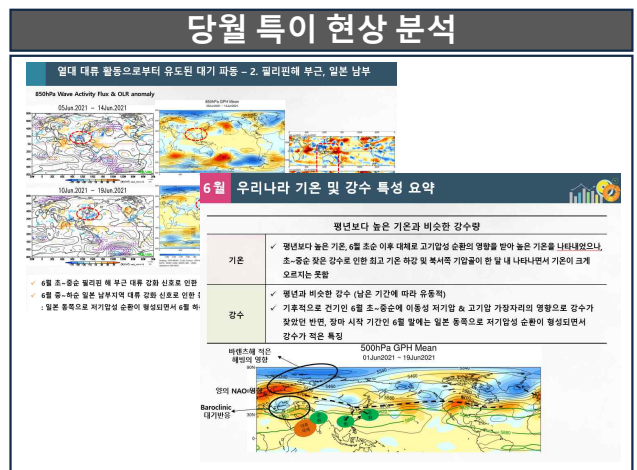 당월 특이 현상 분석
열대 대류 활동으로부터 유도된 대기 파동 – 2. 필리핀해 부근, 일본 남부
850hPa Wave Activity Flux & OLR anomaly
05Jun.2021 – 14Jun.2021
10Jun.2021 – 19Jun.2021
✓ 6월 초~중순 필리핀 해 부근 대류 강화 신호로 인한
✓ 6월 중~하순 일본 남부지역 대류 강화 신호로 인한
: 일본 동쪽으로 저기압성 순환이 형성되면서 6월 하
6월 우리나라 기온 및 강수 특성 요약
평년보다 높은 기온과 비슷한 강수량
기온
✓ 평년보다 높은 기온, 6월 초순 이후 대체로 고기압성 순환의 영향을 받아 높은 기온을 나타내었으나,
초~중순 잦은 강수로 인한 최고 기온 하강 및 북서쪽 기압골이 한 달 내 나타나면서 기온이 크게
오르지는 못함
강수
✓ 평년과 비슷한 강수 (남은 기간에 따라 유동적)
✓ 기후적으로 건기인 6월 초~중순에 이동성 저기압 & 고기압 가장자리의 영향으로 강수가
잦았던 반면, 장마 시작 기간인 6월 말에는 일본 동쪽으로 저기압성 순환이 형성되면서
강수가 적은 특징
500hPa GPH Mean
01Jun2021 – 19Jun2021
바렌츠해 적은
해빙의 영향
양의 NAO 영향
Baroclinic
대기반응